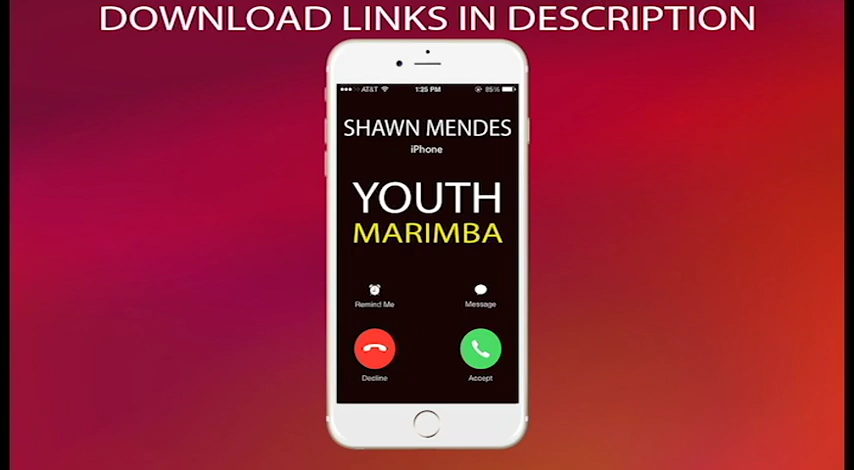 DOWNLOAD LINKS IN DESCRIPTION
AT&T 1:25 PM 85%
SHAWN MENDES
iPhone
YOUTH
MARIMBA
Remind Me Message
Decline Accept